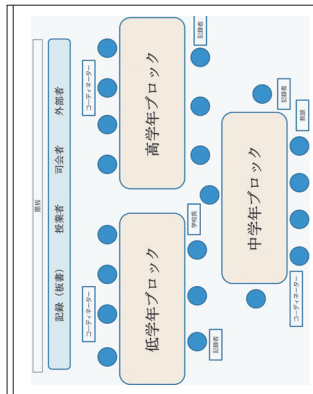 黒板
記録（板書）　授業者　司会者　外部者
コーディネーター
コーディネーター
低学年ブロック
高学年ブロック
記録者
学校長
記録者
記録者
中学年ブロック
コーディネーター
教頭